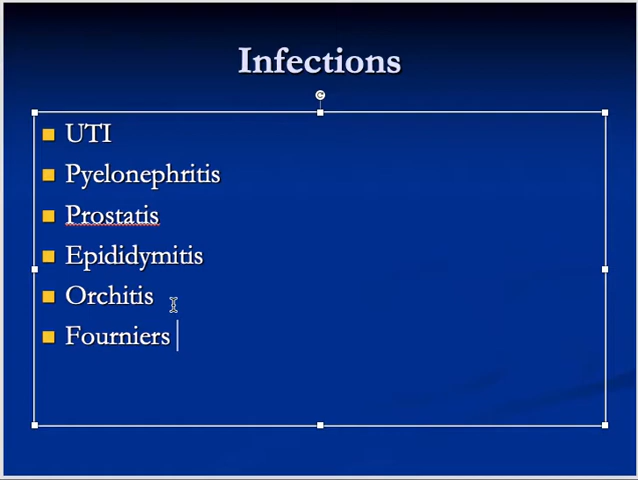 Infections
UTI
Pyelonephritis
Prostatis
Epididymitis
Orchitis
Fourniers